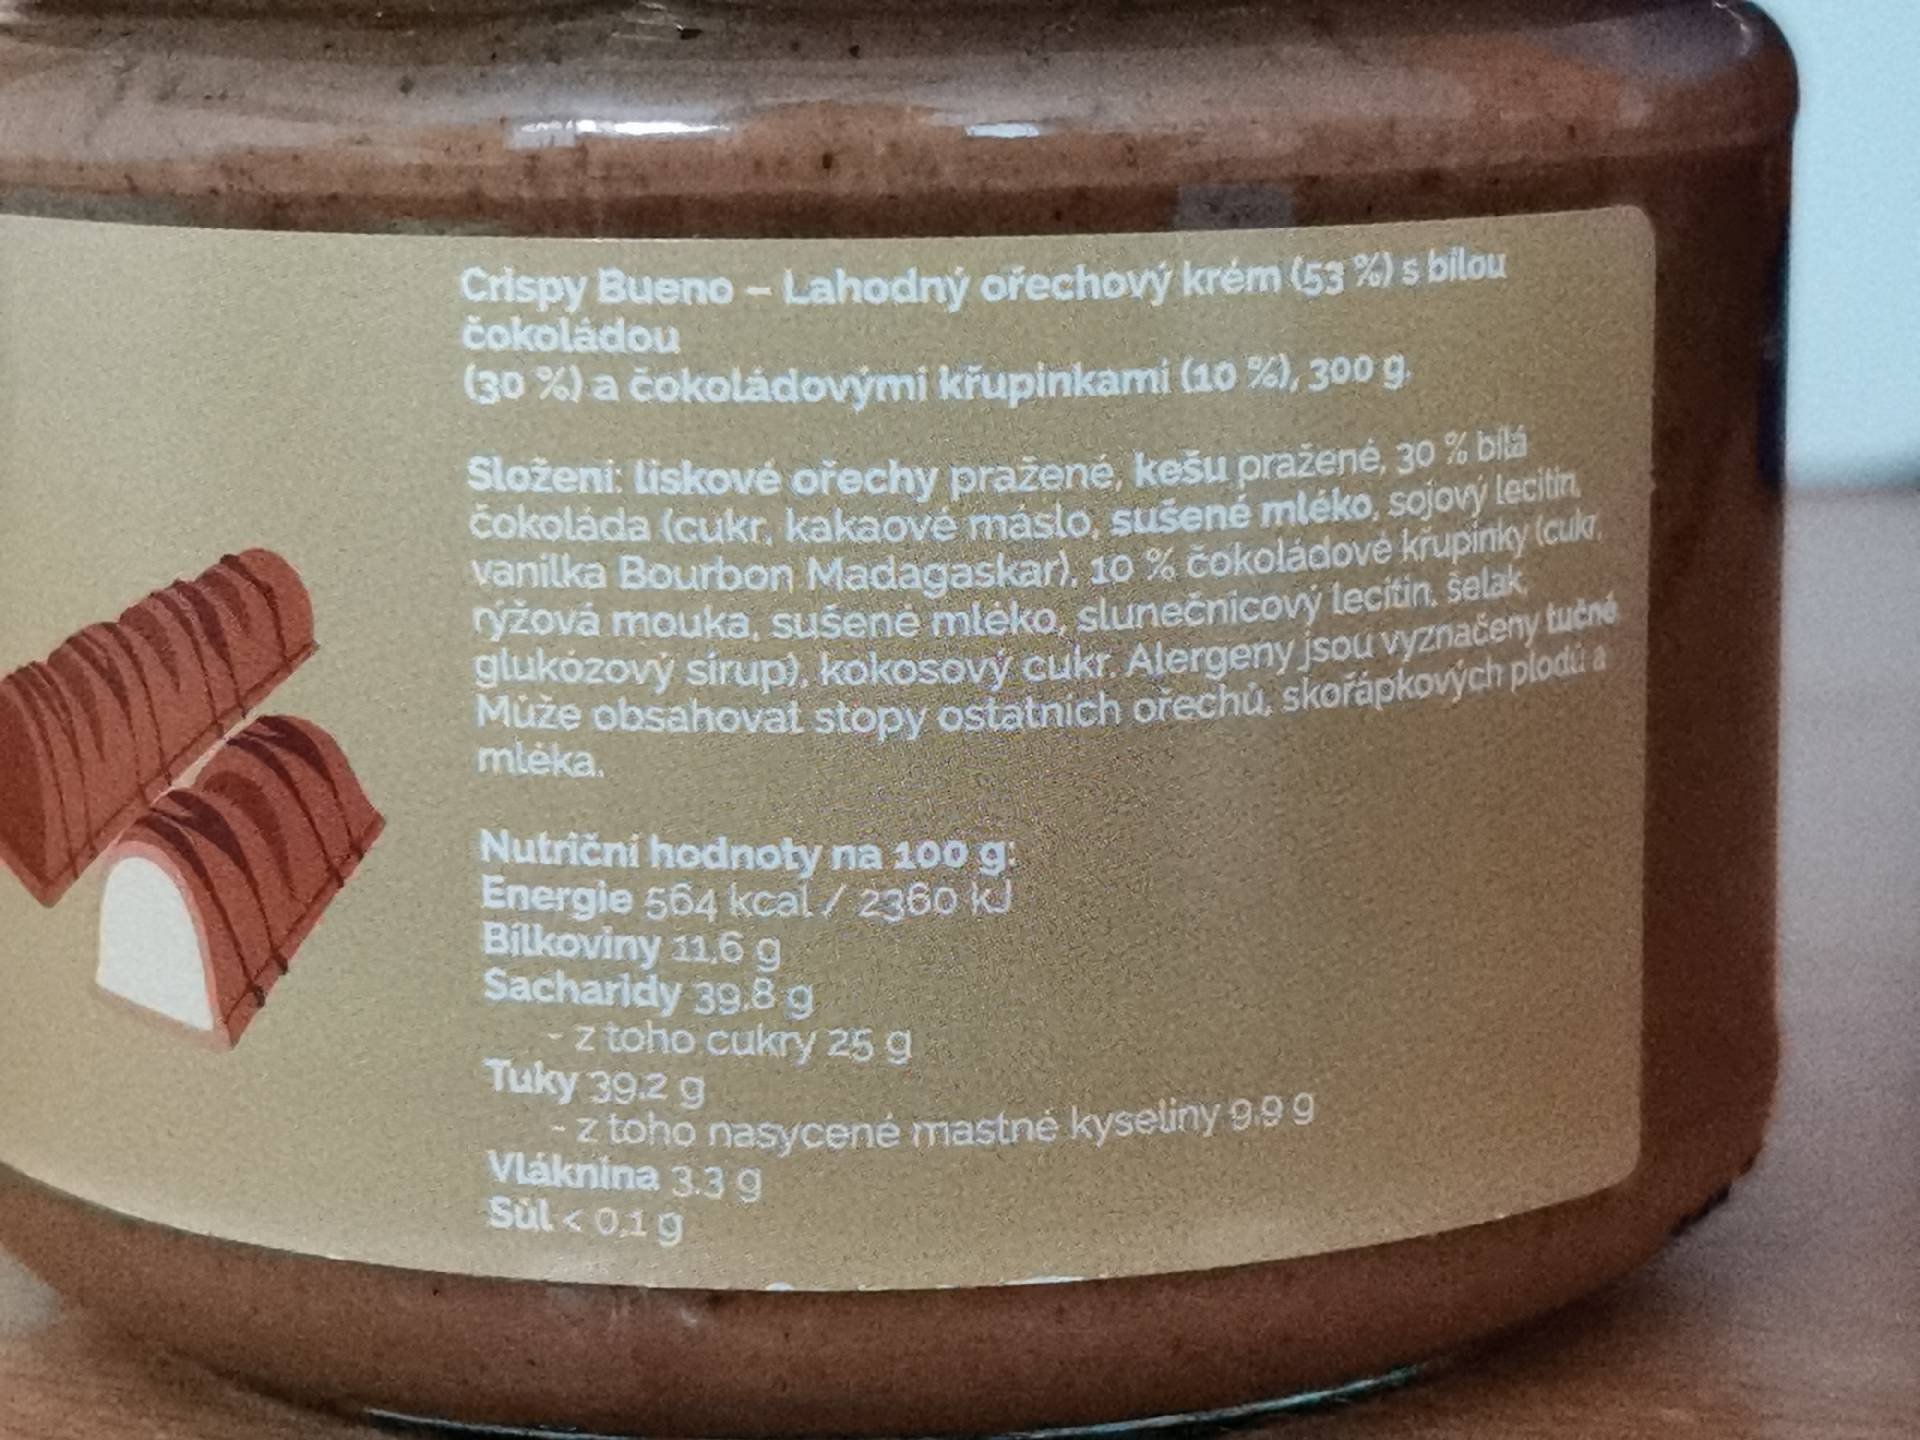 Crispy Bueno – Lahodný ořechový krém (53 %) s bílou
čokoládou
(30 %) a čokoládovými křupinkami (10 %), 300 g.
Složení: lískové ořechy pražené, kešu pražené, 30 % bílá
čokoláda (cukr, kakaové máslo, sušené mléko, sojový lecitin,
vanilka Bourbon Madagaskar), 10 % čokoládové křupinky (cukr,
rýžová mouka, sušené mléko, slunečnicový lecitin, šelak,
glukózový sirup), kokosový cukr. Alergeny jsou vyznačeny tučně
Může obsahovat stopy ostatních ořechů, skořápkových plodů a
mléka.
Nutriční hodnoty na 100 g:
Energie 564 kcal / 2360 kJ
Bílkoviny 11,6 g
Sacharidy 39,8 g
- z toho cukry 25 g
Tuky 39,2 g
- z toho nasycené mastné kyseliny 9,9 g
Vláknina 3,3 g
Sůl < 0,1 g